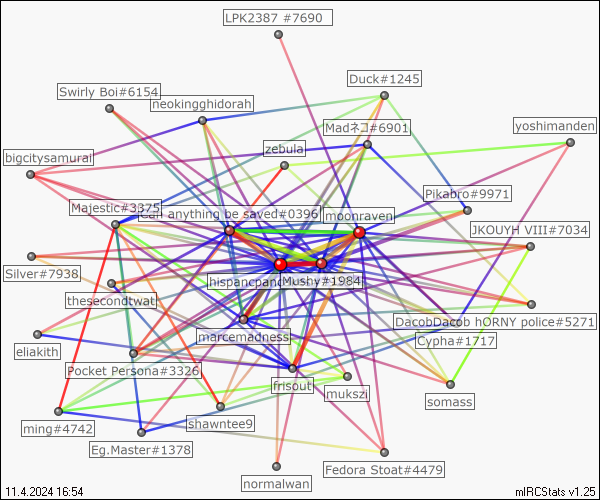 LPK2387 #7690
Duck#1245
Swirly Boi#6154
neokingghidorah
Madネコ#6901
yoshimanden
zebula
bigcitysamurai
Pikabro#9971
Majestic#3375
Can anything be saved#0396
moonraven
JKOUYH VIII#7034
Silver#7938
hispanicpanda
Mushy#1984
thesecondtwat
DacobDacob hORNY police#5271
marcemadness
Cypha#1717
eliakith
Pocket Persona#3326
frisout
mukszi
somass
shawntee9
ming#4742
Eg.Master#1378
Fedora Stoat#4479
normalwan
11.4.2024 16:54
mIRCStats v1.25